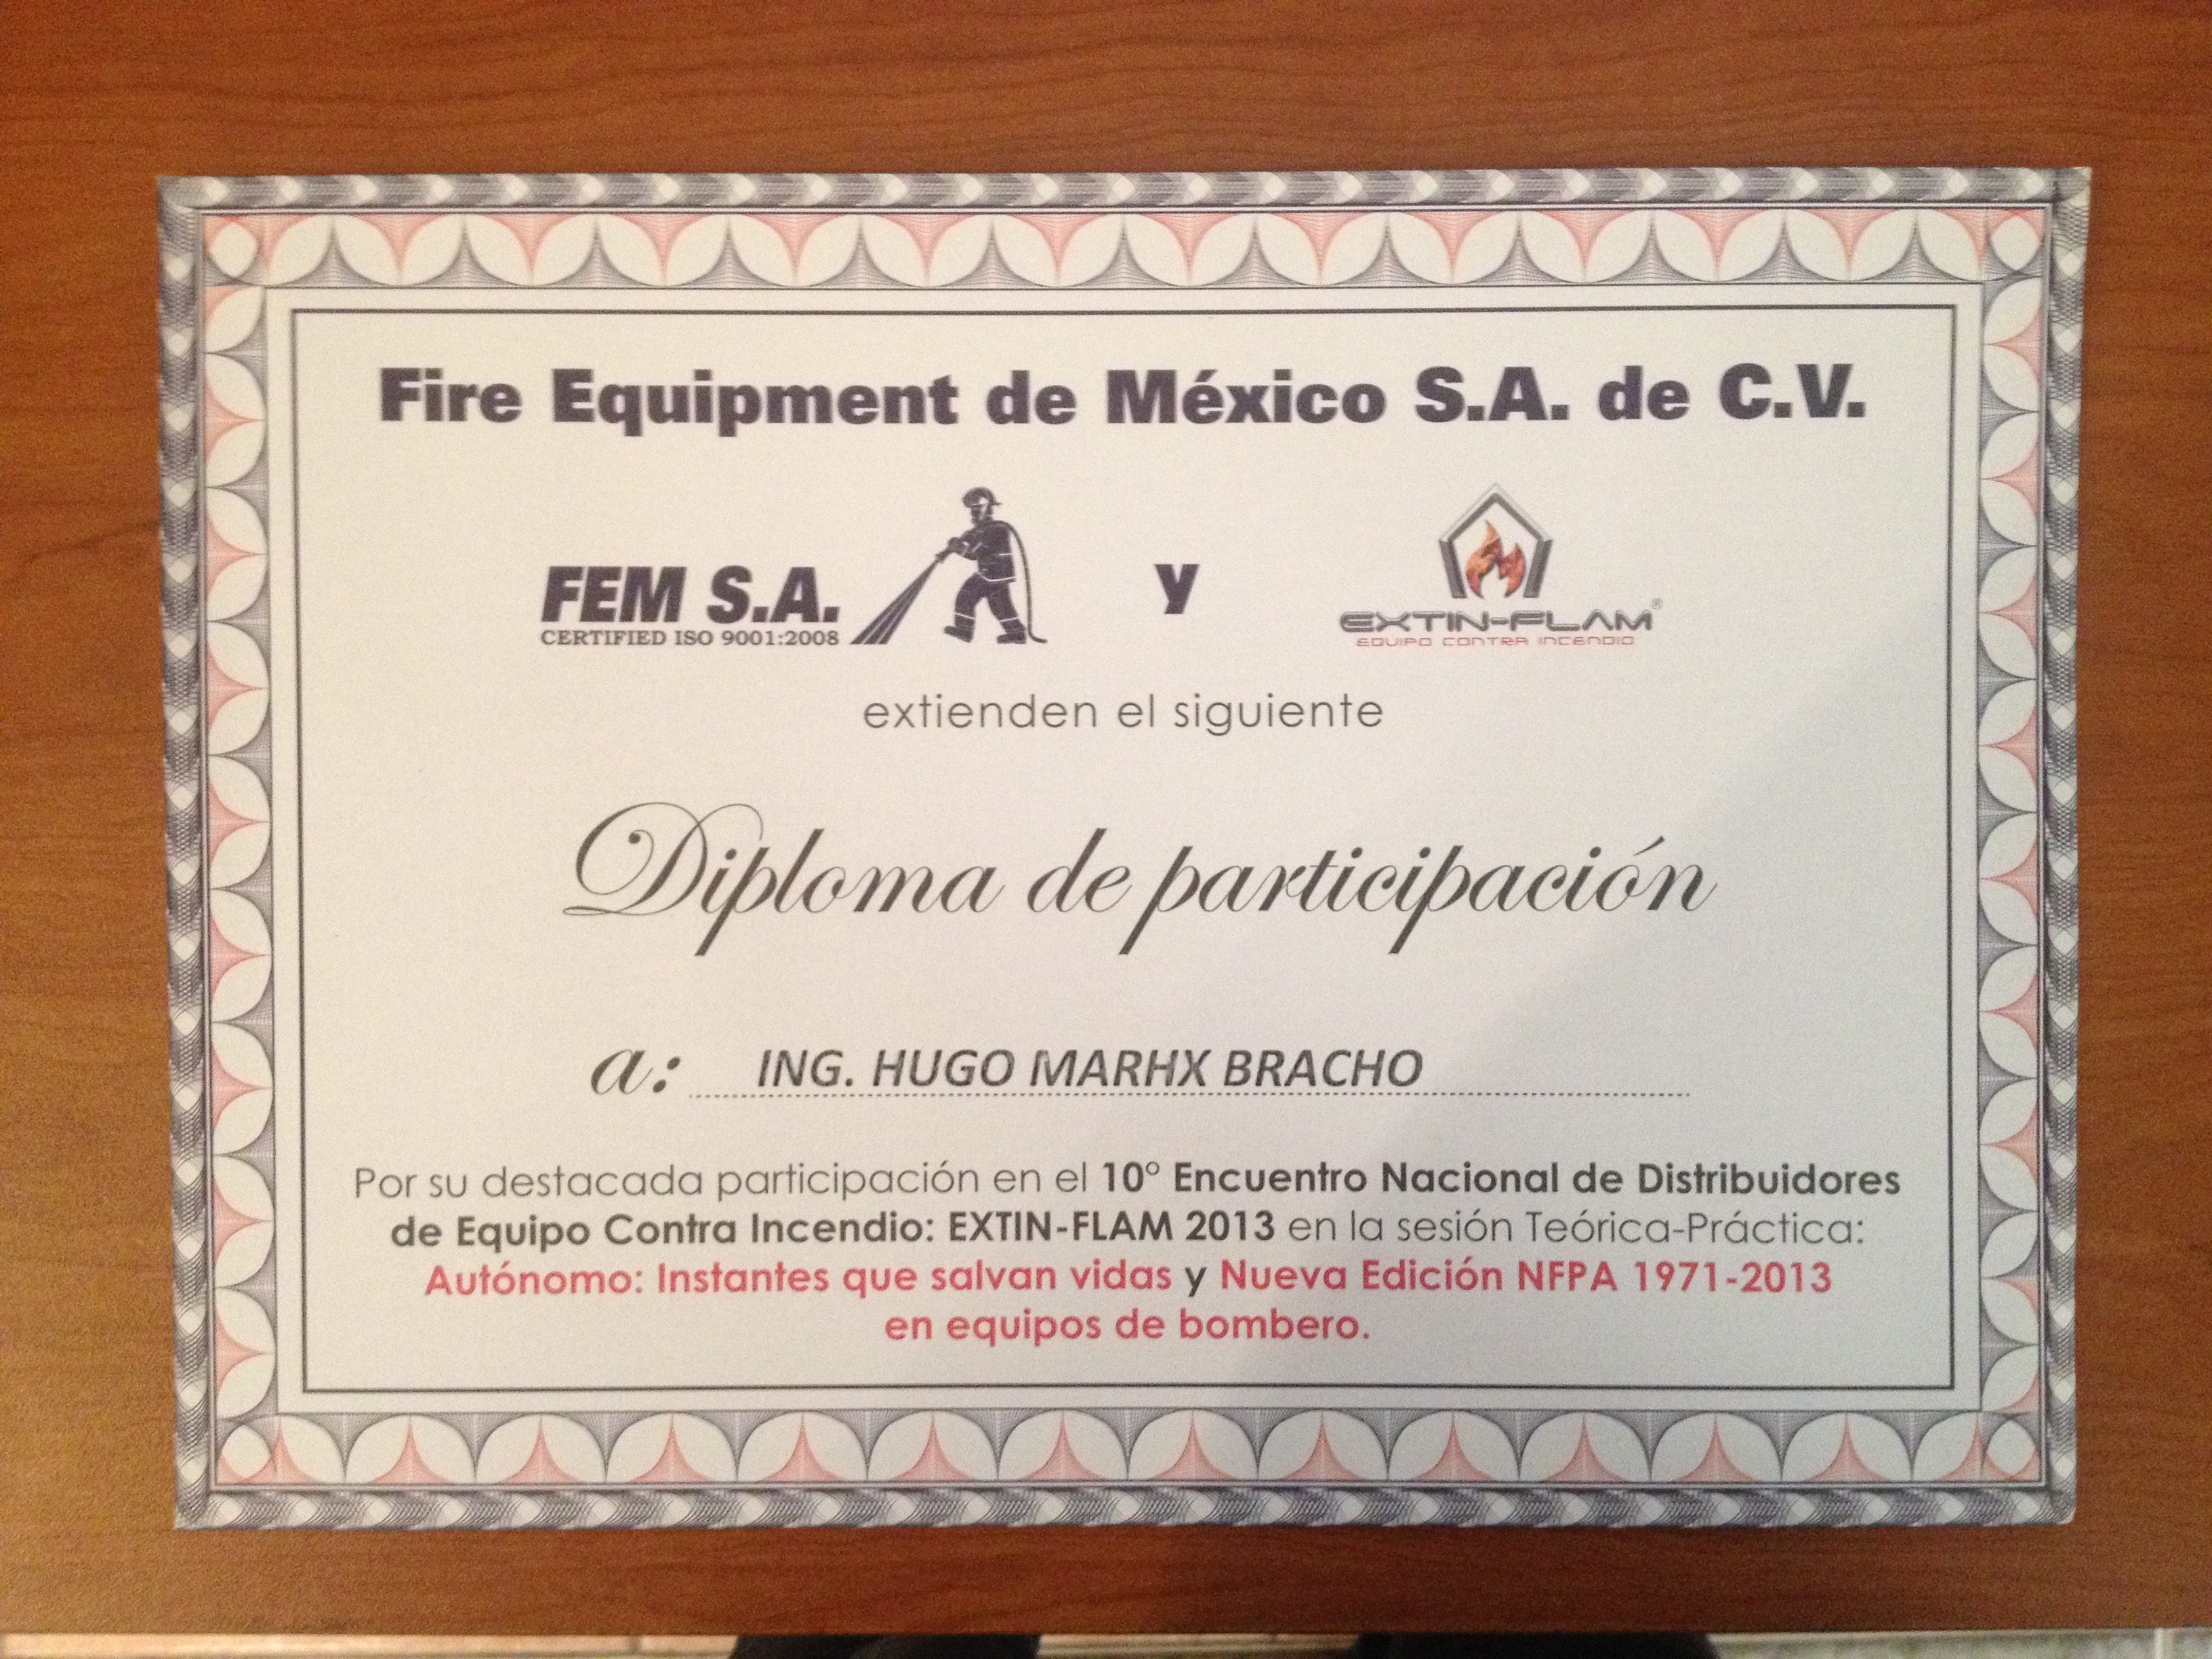 Fire Equipment de México S.A. de C.V.
FEM S.A.
CERTIFIED ISO 9001:2008
y
EXTIN-FLAM®
EQUIPO CONTRA INCENDIO
extienden el siguiente
Diploma de participación
a: ING. HUGO MARHX BRACHO
Por su destacada participación en el 10° Encuentro Nacional de Distribuidores
de Equipo Contra Incendio: EXTIN-FLAM 2013 en la sesión Teórica-Práctica:
Autónomo: Instantes que salvan vidas y Nueva Edición NFPA 1971-2013
en equipos de bombero.